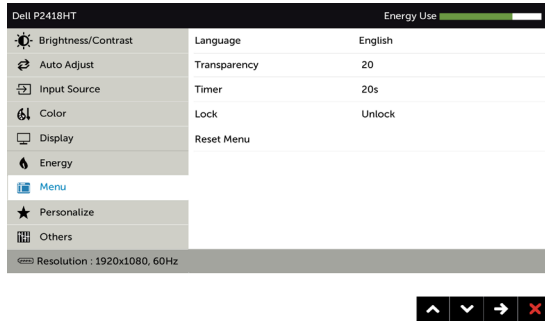 Dell P2418HT Energy Use
Brightness/Contrast Language English
Auto Adjust Transparency 20
Input Source Timer 20s
Color Lock Unlock
Display Reset Menu
Energy
Menu
Personalize
Others
Resolution : 1920x1080, 60Hz